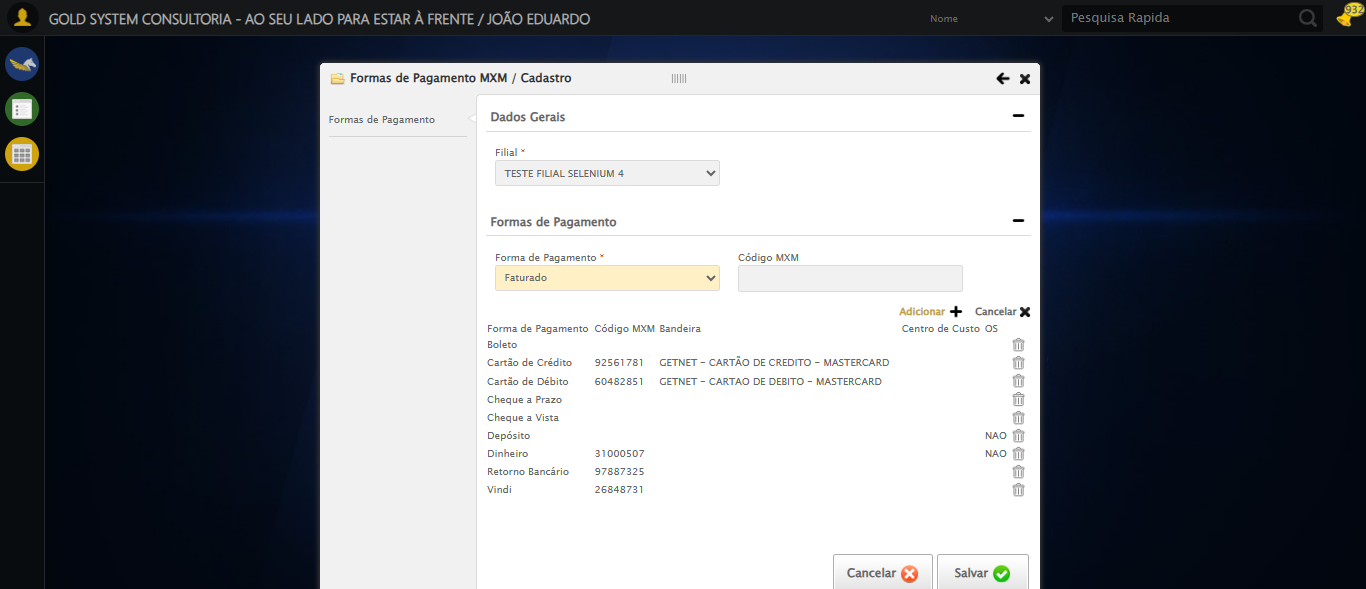 GOLD SYSTEM CONSULTORIA - AO SEU LADO PARA ESTAR À FRENTE / JOÃO EDUARDO
Nome
Pesquisa Rapida
932
Formas de Pagamento MXM / Cadastro
Formas de Pagamento
Dados Gerais
Filial *
TESTE FILIAL SELENIUM 4
Formas de Pagamento
Forma de Pagamento * Código MXM
Faturado
Adicionar Cancelar
Forma de Pagamento Código MXM Bandeira Centro de Custo OS
Boleto
Cartão de Crédito 92561781 GETNET - CARTÃO DE CREDITO - MASTERCARD
Cartão de Débito 60482851 GETNET - CARTAO DE DEBITO - MASTERCARD
Cheque a Prazo
Cheque a Vista
Depósito NAO
Dinheiro 31000507 NAO
Retorno Bancário 97887325
Vindi 26848731
Cancelar Salvar